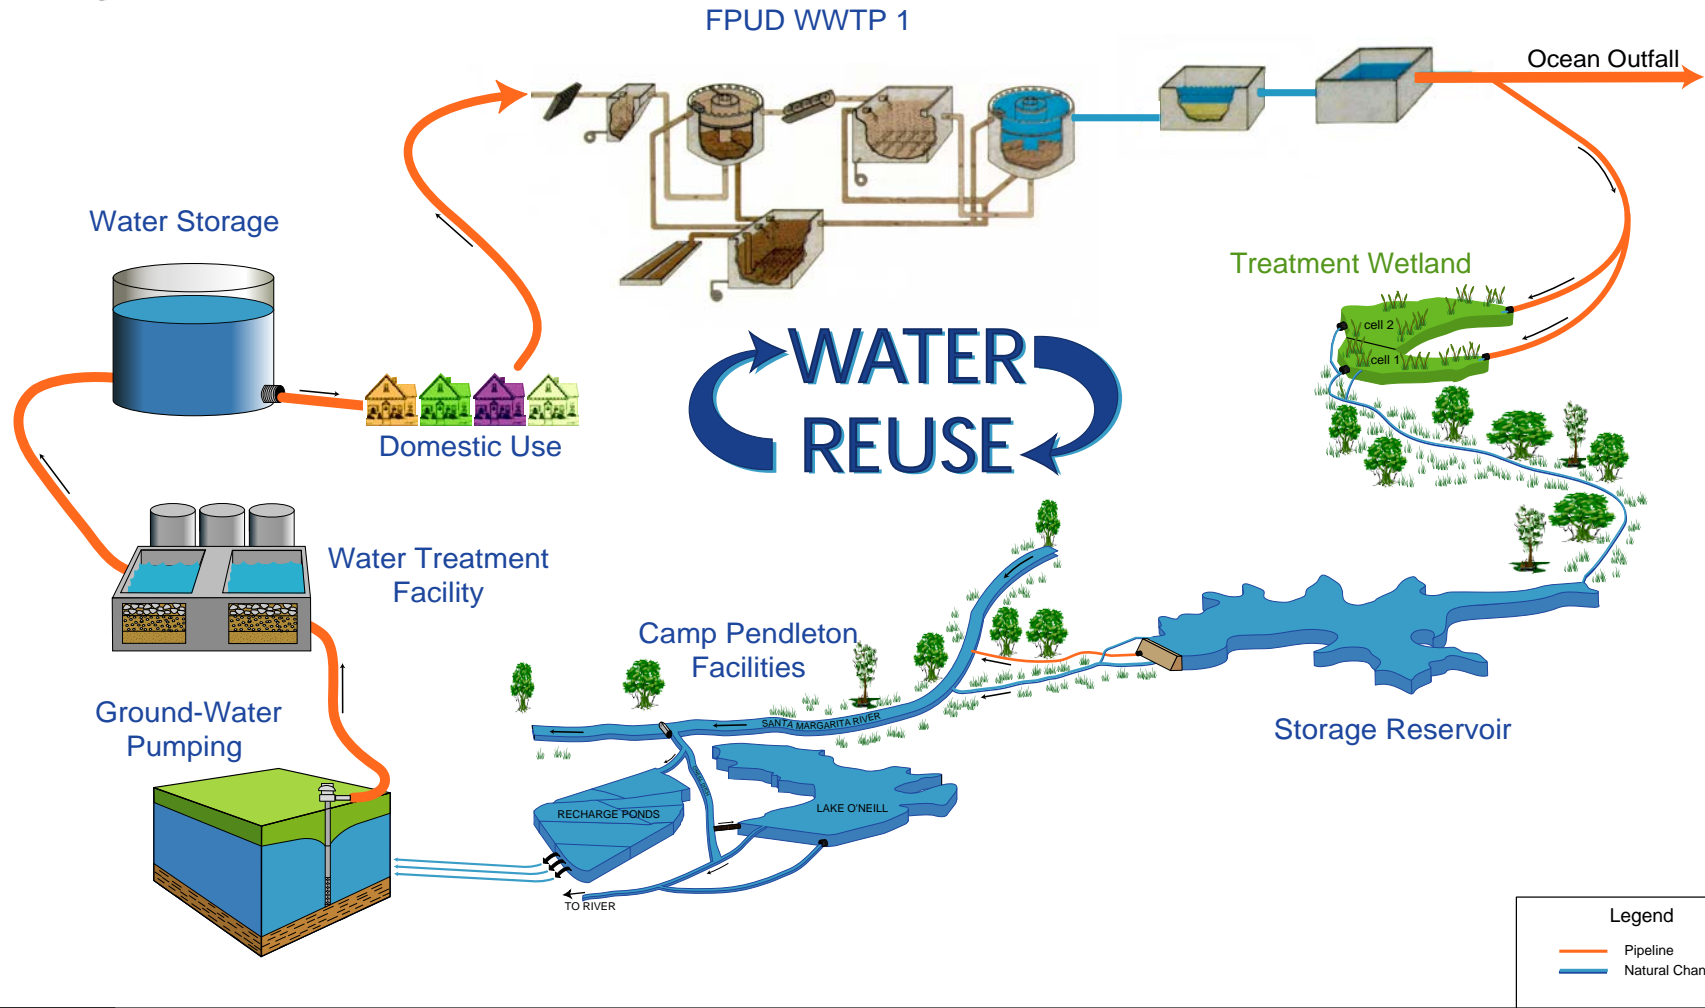 FPUD WWTP 1
Ocean Outfall
Water Storage
Treatment Wetland
cell 2
cell 1
WATER
REUSE
Domestic Use
Water Treatment
Facility
Camp Pendleton
Facilities
SANTA MARGARITA RIVER
Storage Reservoir
Ground-Water
Pumping
RECHARGE PONDS
LAKE O'NEILL
TO RIVER
Legend
Pipeline
Natural Chan